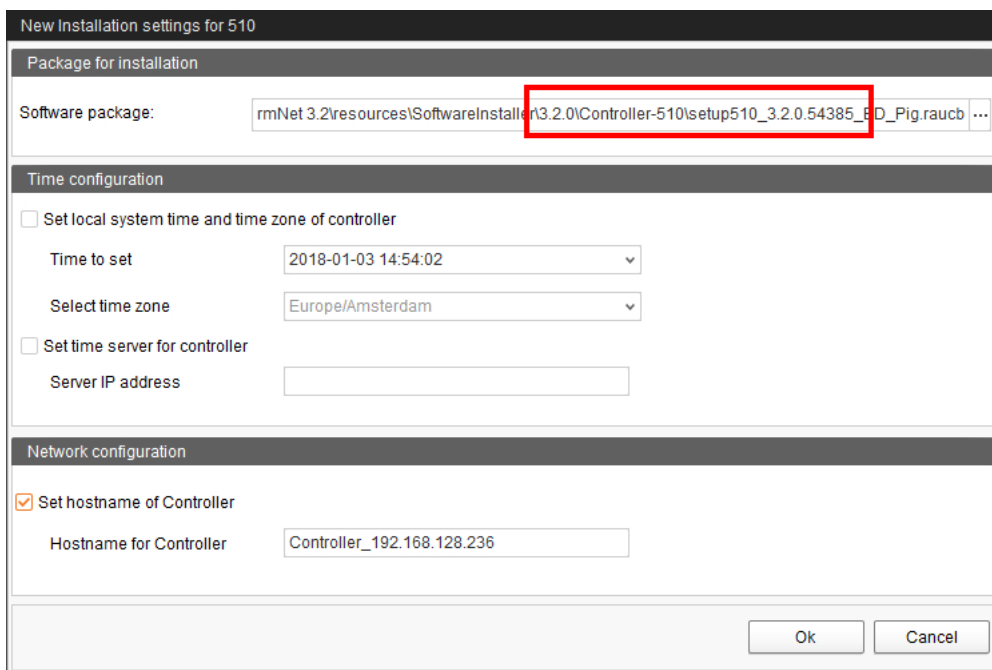 New Installation settings for 510
Package for installation
Software package: rmNet 3.2\resources\SoftwareInstaller\3.2.0\Controller-510\setup510_3.2.0.54385_BD_Pig.raucb ...
Time configuration
Set local system time and time zone of controller
Time to set 2018-01-03 14:54:02
Select time zone Europe/Amsterdam
Set time server for controller
Server IP address
Network configuration
Set hostname of Controller
Hostname for Controller Controller_192.168.128.236
Ok Cancel